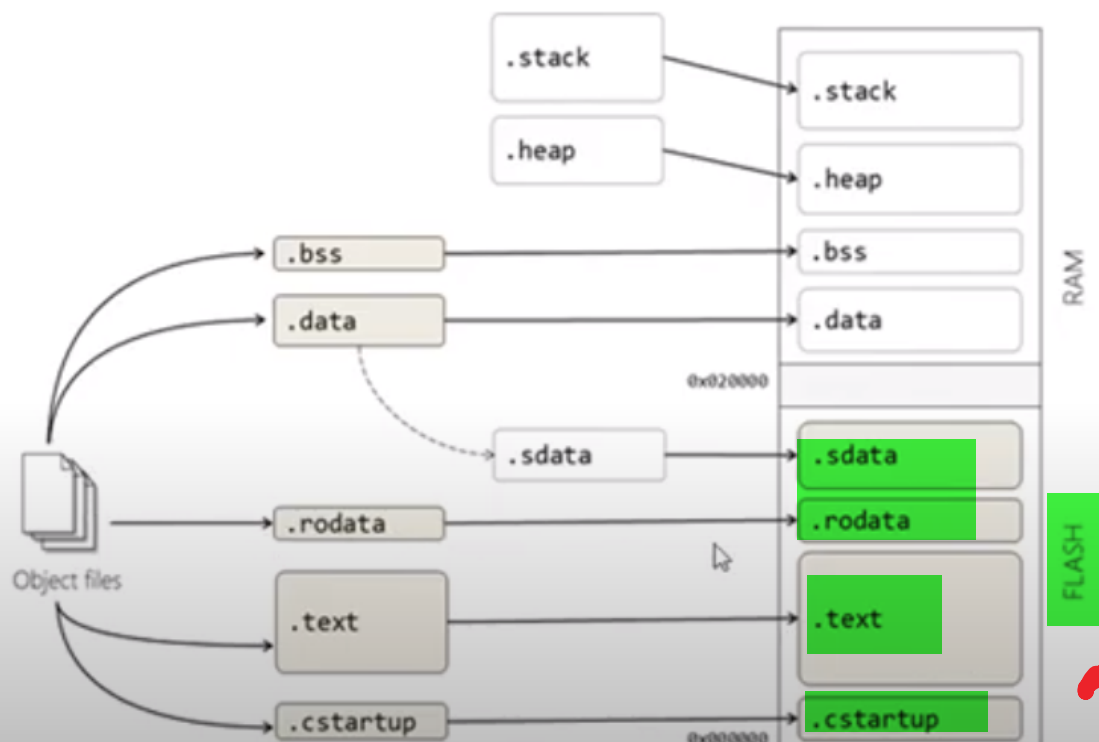 .stack
.stack
.heap
.heap
.bss
.bss
.data
.data
RAM
0x020000
.sdata
.sdata
.rodata
.rodata
FLASH
Object files
.text
.text
.cstartup
.cstartup
0x000000